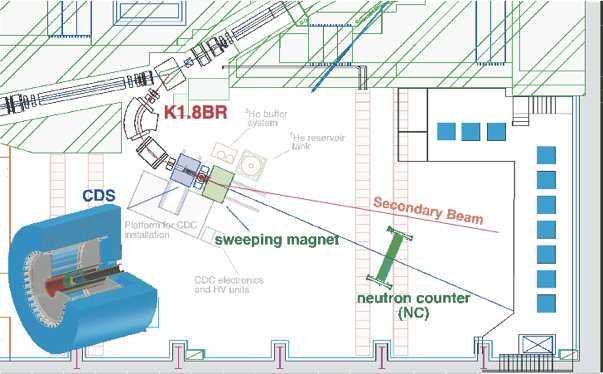 K1.8BR
³He buffer
system
³He reservoir
tank
CDS
Secondary Beam
Platform for CDC
installation
sweeping magnet
CDC electronics
and HV units
neutron counter
(NC)